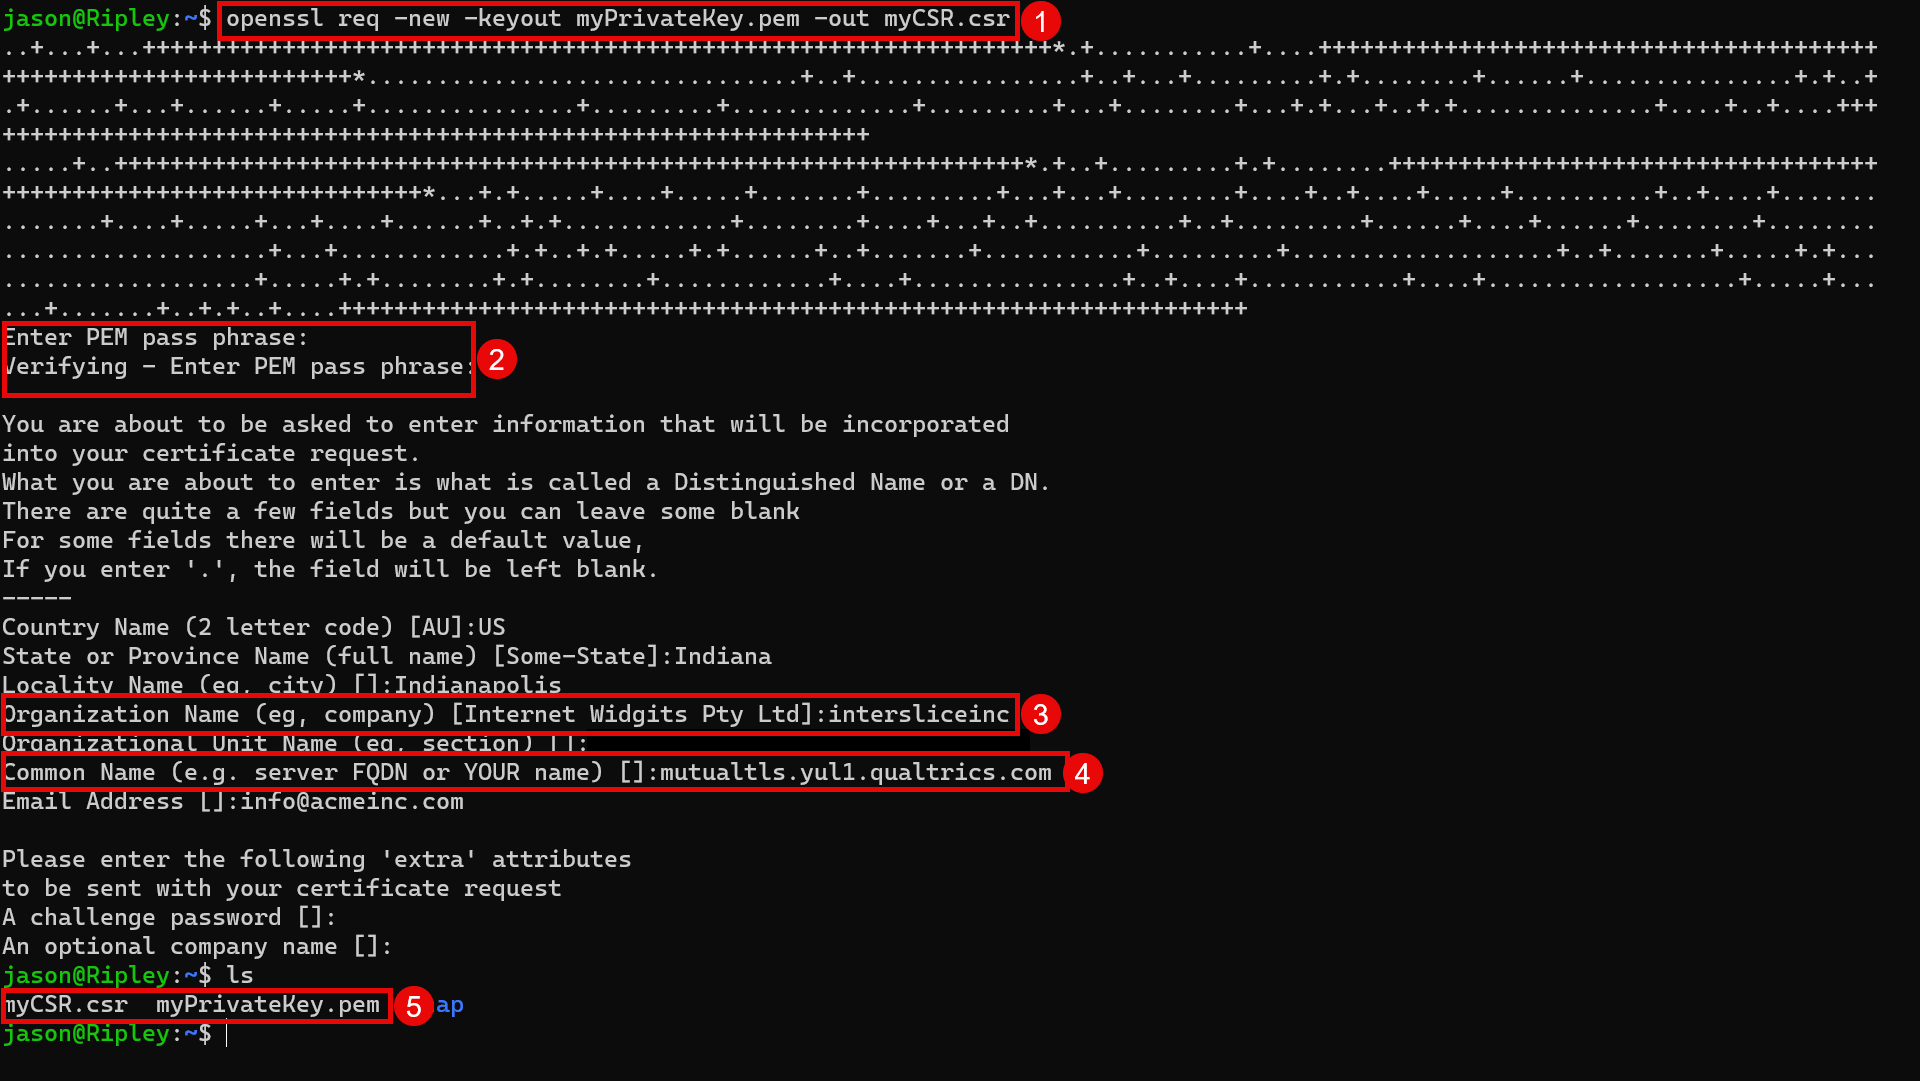 jason@Ripley:~$ openssl req -new -keyout myPrivateKey.pem -out myCSR.csr
1
Enter PEM pass phrase:
Verifying - Enter PEM pass phrase:
2
You are about to be asked to enter information that will be incorporated
into your certificate request.
What you are about to enter is what is called a Distinguished Name or a DN.
There are quite a few fields but you can leave some blank
For some fields there will be a default value,
If you enter '.', the field will be left blank.
-----
Country Name (2 letter code) [AU]:US
State or Province Name (full name) [Some-State]:Indiana
Locality Name (eg, city) []:Indianapolis
Organization Name (eg, company) [Internet Widgits Pty Ltd]:intersliceinc
3
Organizational Unit Name (eg, section) []:
Common Name (e.g. server FQDN or YOUR name) []:mutualtls.yul1.qualtrics.com
4
Email Address []:info@acmeinc.com
Please enter the following 'extra' attributes
to be sent with your certificate request
A challenge password []:
An optional company name []:
jason@Ripley:~$ ls
myCSR.csr  myPrivateKey.pem
5
ap
jason@Ripley:~$